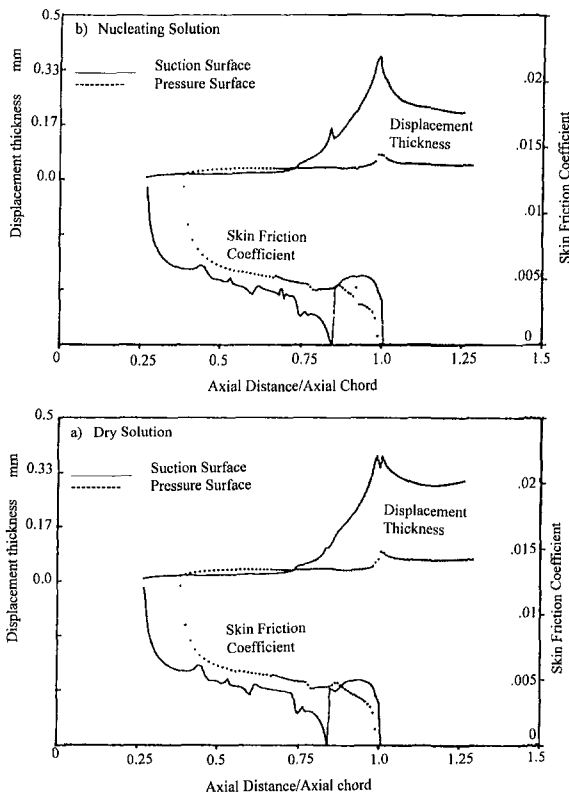 0.5
b) Nucleating Solution
mm
Suction Surface
Pressure Surface
0.33
0.17
0.0
Displacement thickness
.02
.015
.01
.005
0
Skin Friction Coefficient
Displacement
Thickness
Skin Friction
Coefficient
0
0.25
0.5
0.75
1.0
1.25
1.5
Axial Distance/Axial Chord
0.5
a) Dry Solution
mm
Suction Surface
Pressure Surface
0.33
0.17
0.0
Displacement thickness
.02
.015
.01
.005
0
Skin Friction Coefficient
Displacement
Thickness
Skin Friction
Coefficient
0
0.25
0.5
0.75
1.0
1.25
1.5
Axial Distance/Axial chord